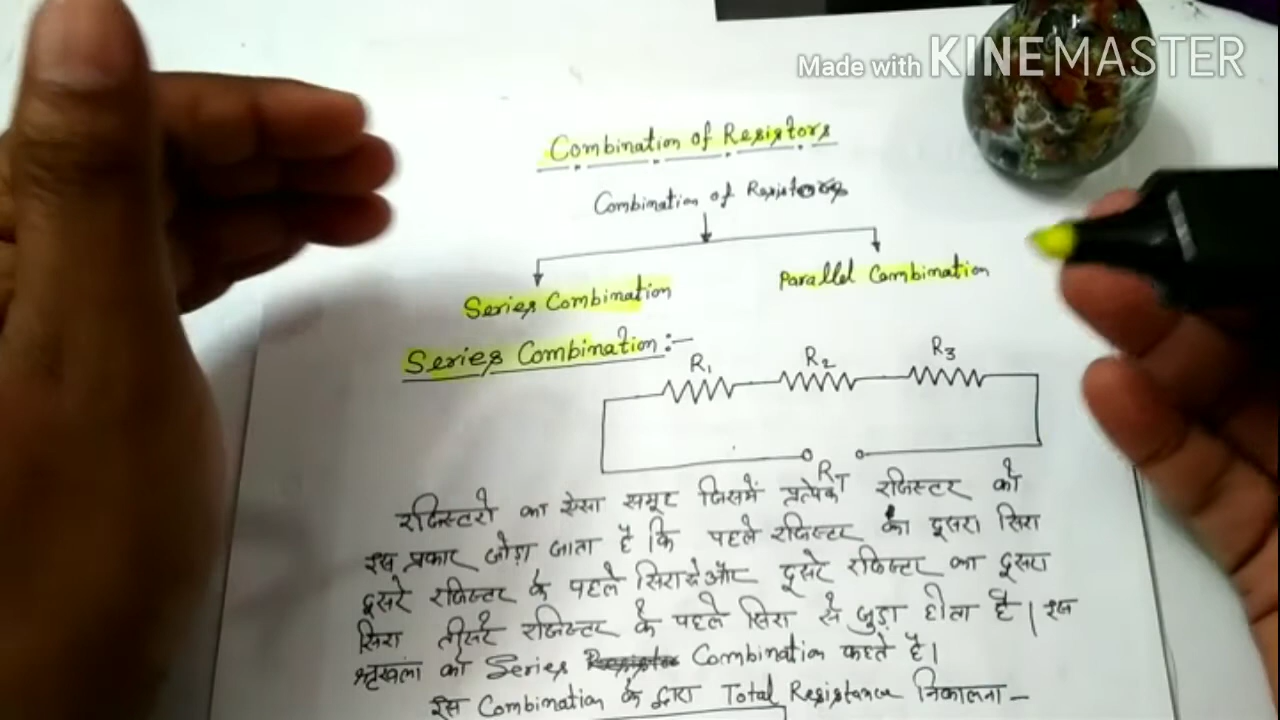 Made with KINEMASTER
Combination of Resistors
Combination of Resistors
Series Combination
Parallel Combination
Series Combination :-
R1 R2 R3
RT
रजिस्टरो का ऐसा समूह जिसमें प्रत्येक रजिस्टर को
इस प्रकार जोड़ा जाता है कि पहले रजिस्टर का दूसरा सिरा
दूसरे रजिस्टर के पहले सिरा से और दूसरे रजिस्टर का दूसरा
सिरा तीसरे रजिस्टर के पहले सिरा से जुड़ा होता है। इस
श्रृखंला को Series Combination कहते है।
इस Combination के द्वारा Total Resistance निकालना -